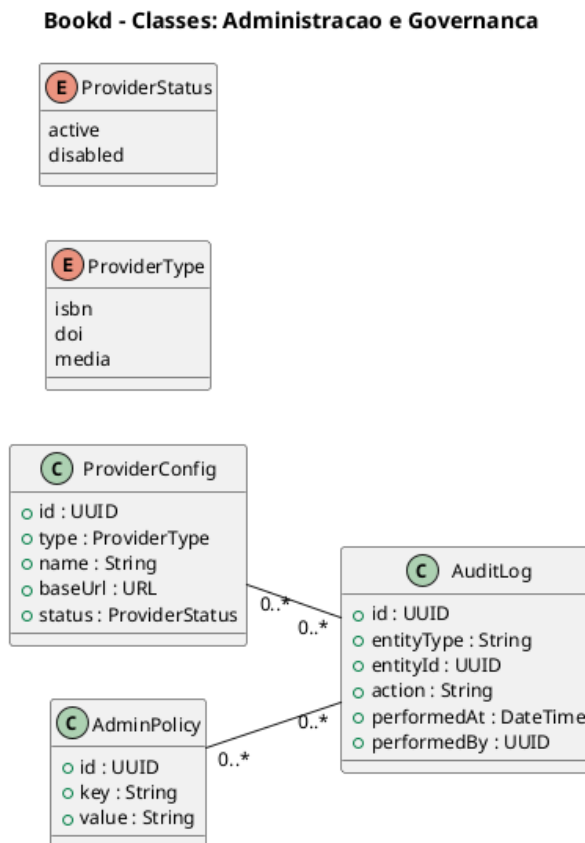 Bookd - Classes: Administracao e Governanca
E ProviderStatus
active
disabled
E ProviderType
isbn
doi
media
C ProviderConfig
id : UUID
type : ProviderType
name : String
baseUrl : URL
status : ProviderStatus
0..*
0..*
C AuditLog
id : UUID
entityType : String
entityId : UUID
action : String
performedAt : DateTime
performedBy : UUID
C AdminPolicy
id : UUID
key : String
value : String
0..*
0..*